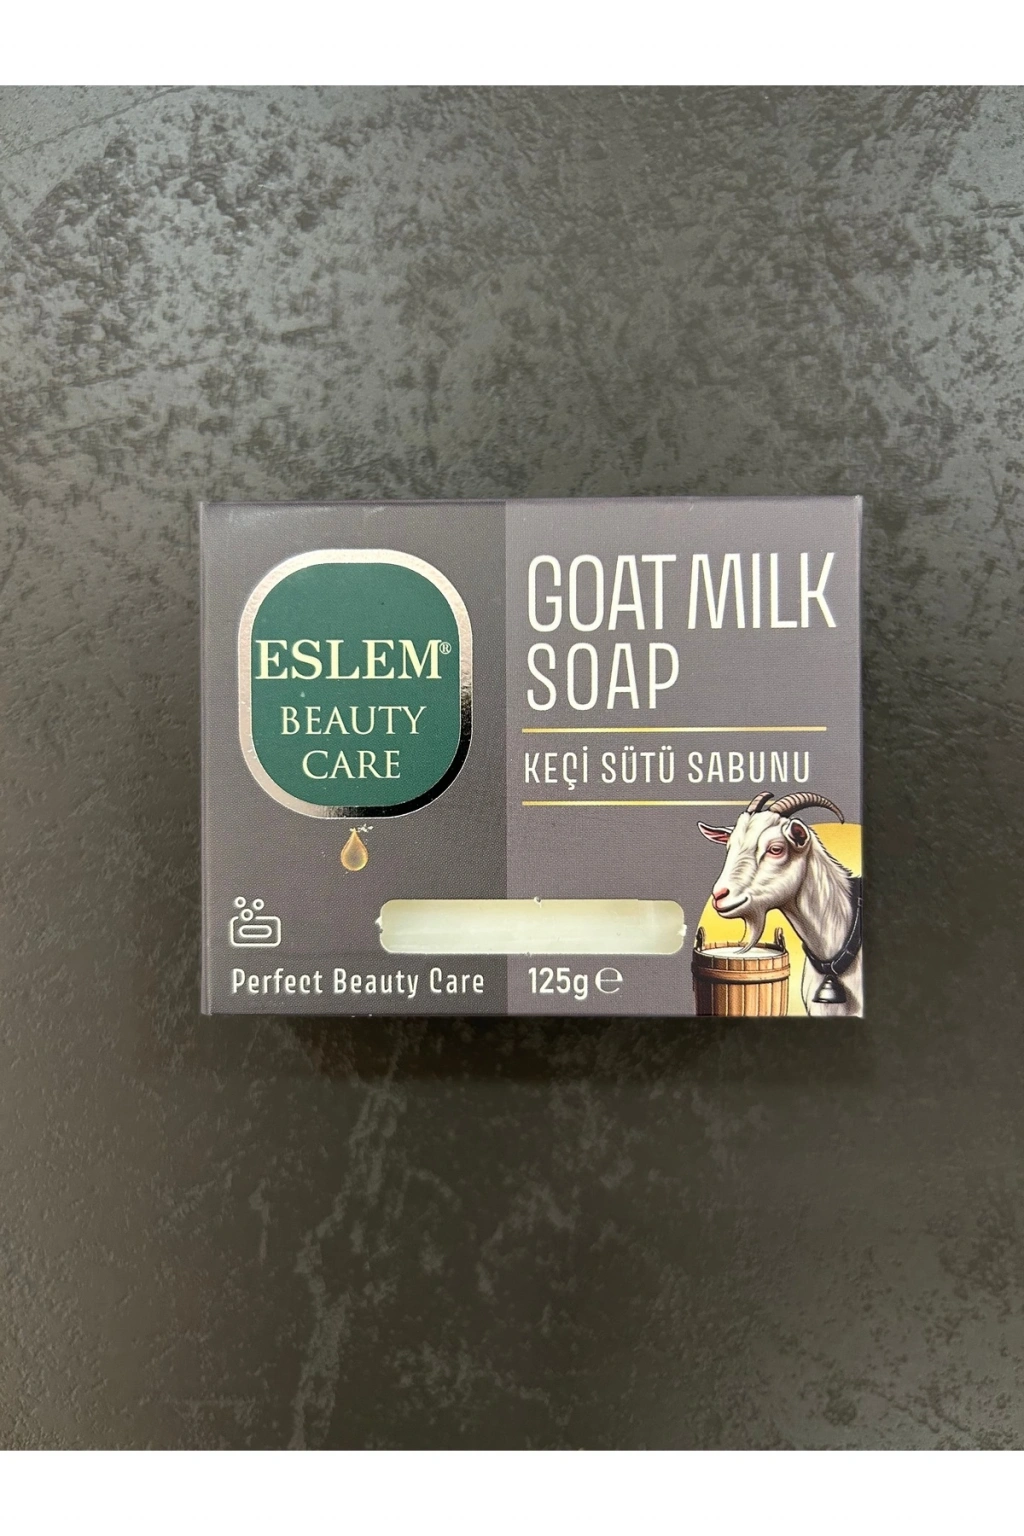 ESLEM®
BEAUTY
CARE
Perfect Beauty Care
GOAT MILK
SOAP
KEÇİ SÜTÜ SABUNU
125g ℮